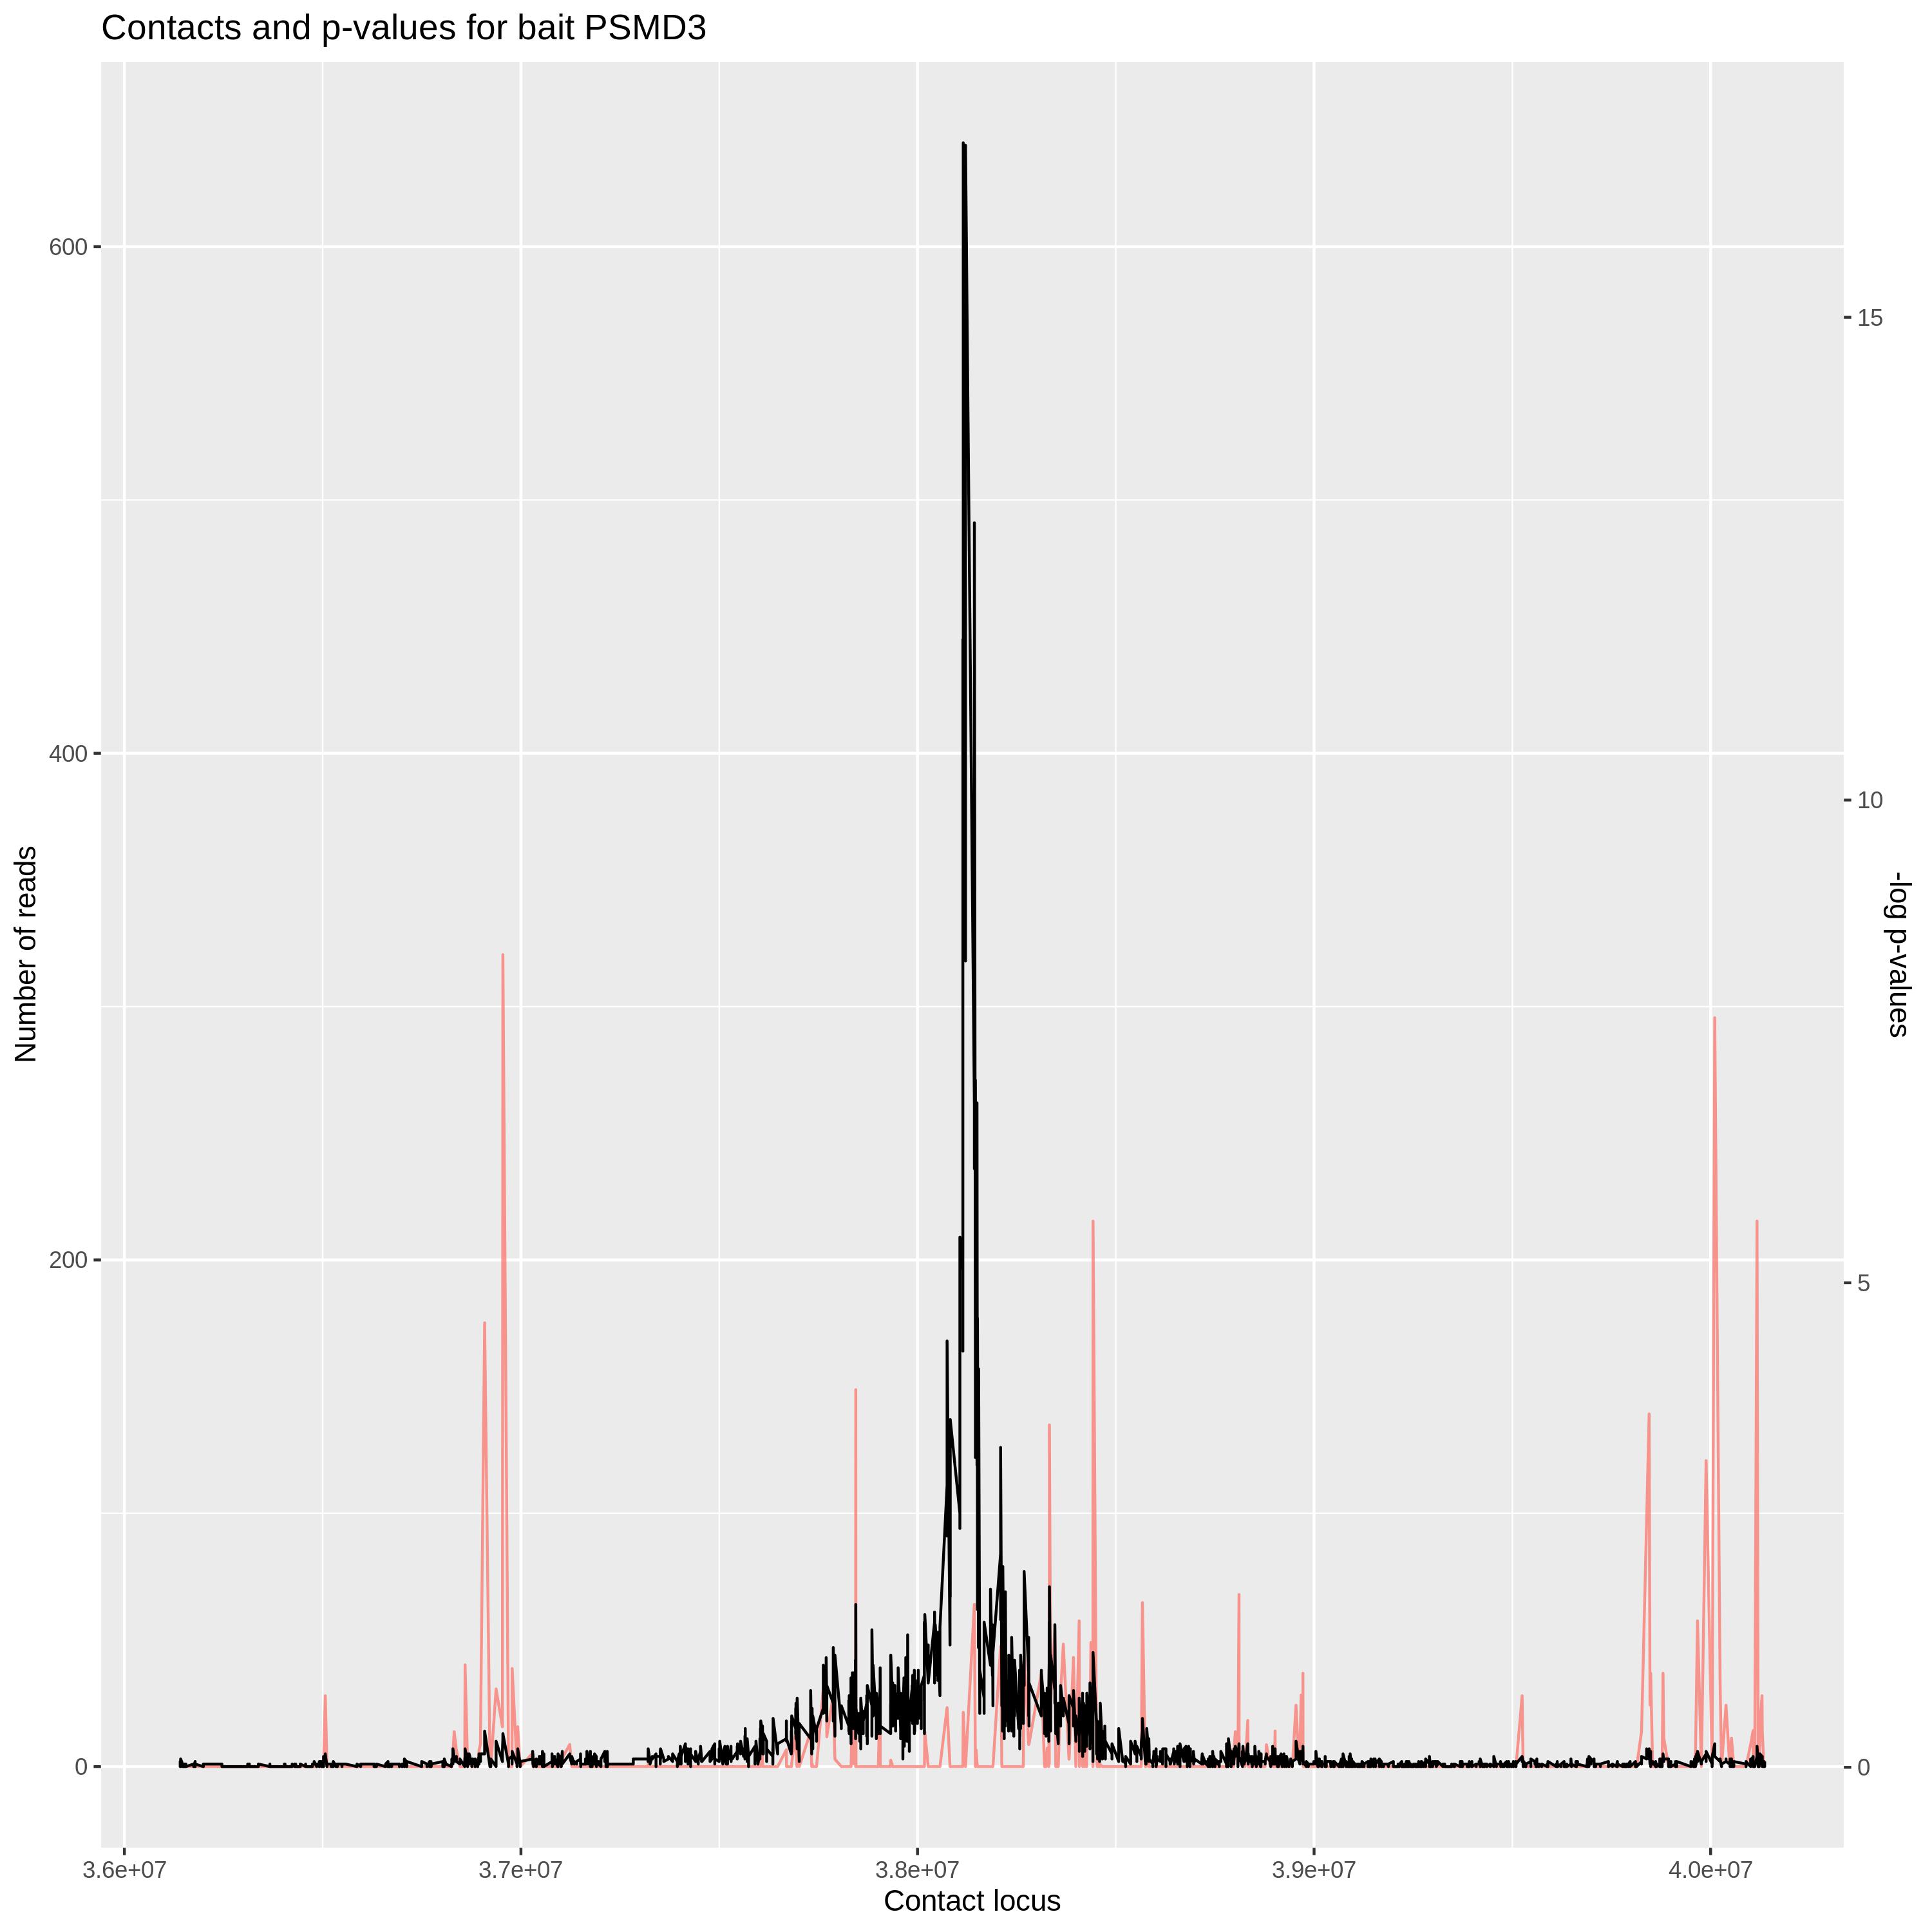 Contacts and p-values for bait PSMD3
600
400
200
0
Number of reads
15
10
5
0
-log p-values
3.6e+07 3.7e+07 3.8e+07 3.9e+07 4.0e+07
Contact locus